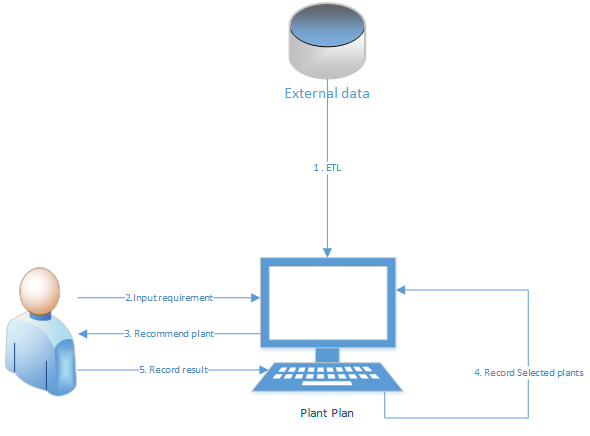 External data
1 . ETL
2.Input requirement
3. Recommend plant
5. Record result
4. Record Selected plants
Plant Plan